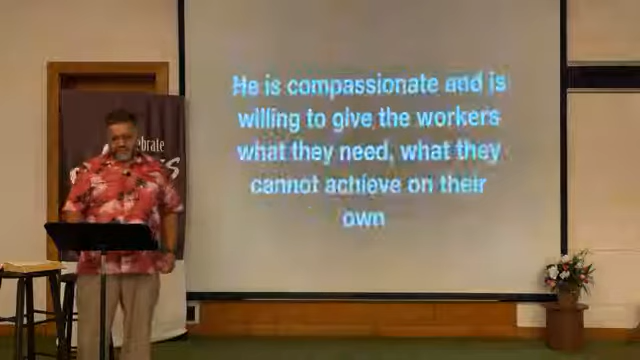 He is compassionate and is
willing to give the workers
what they need, what they
cannot achieve on their
own